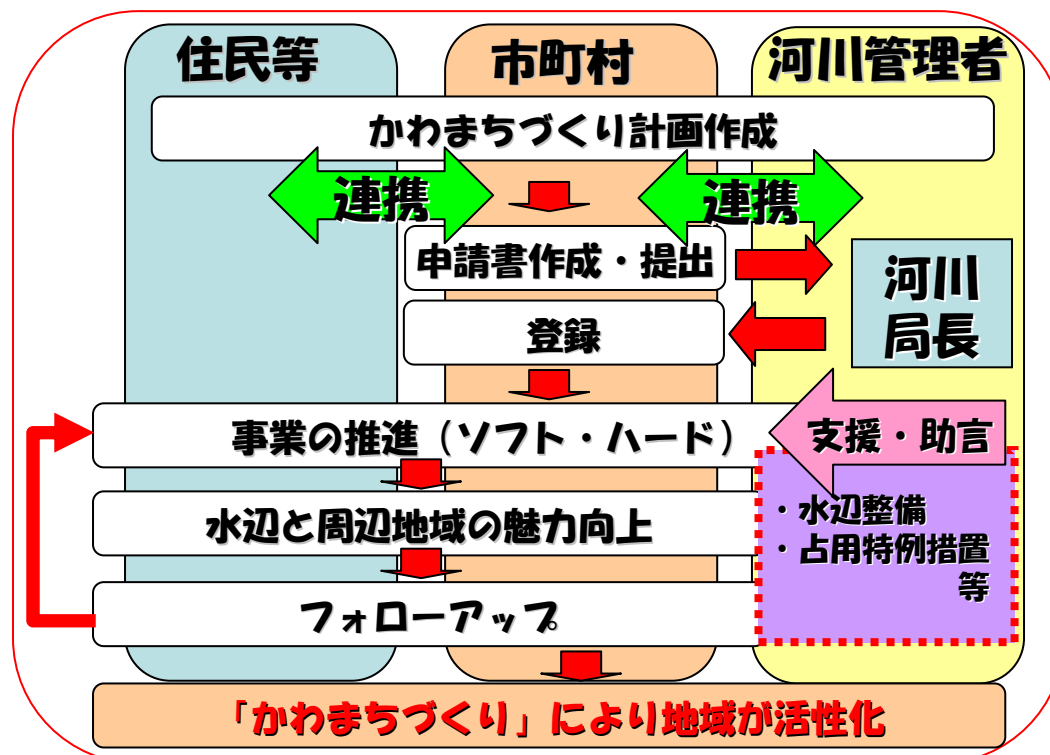 住民等
市町村
河川管理者
かわまちづくり計画作成
連携
連携
申請書作成・提出
河川
局長
登録
事業の推進（ソフト・ハード）
支援・助言
水辺と周辺地域の魅力向上
・水辺整備
・占用特例措置
等
フォローアップ
「かわまちづくり」により地域が活性化